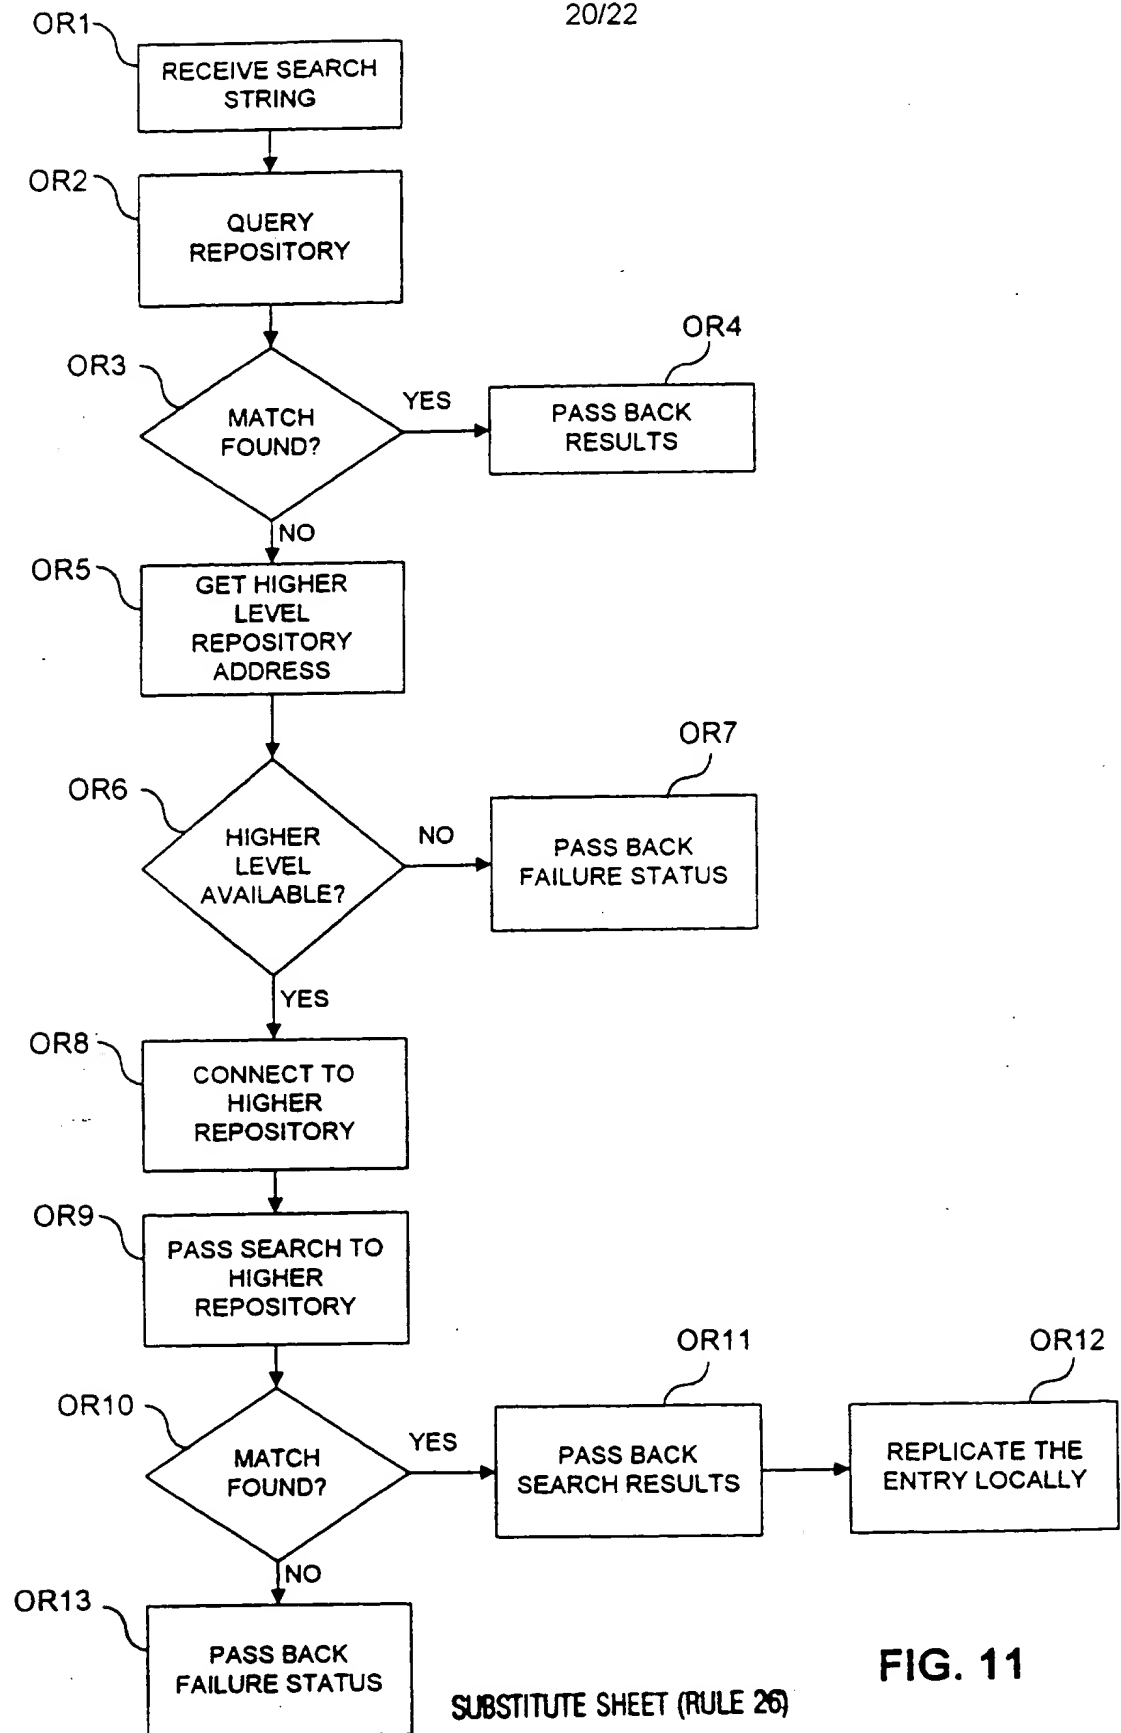 20/22
OR1
RECEIVE SEARCH
STRING
OR2
QUERY
REPOSITORY
OR3
MATCH
FOUND?
YES
OR4
PASS BACK
RESULTS
NO
OR5
GET HIGHER
LEVEL
REPOSITORY
ADDRESS
OR6
HIGHER
LEVEL
AVAILABLE?
NO
OR7
PASS BACK
FAILURE STATUS
YES
OR8
CONNECT TO
HIGHER
REPOSITORY
OR9
PASS SEARCH TO
HIGHER
REPOSITORY
OR10
MATCH
FOUND?
YES
OR11
PASS BACK
SEARCH RESULTS
OR12
REPLICATE THE
ENTRY LOCALLY
NO
OR13
PASS BACK
FAILURE STATUS
FIG. 11
SUBSTITUTE SHEET (RULE 26)